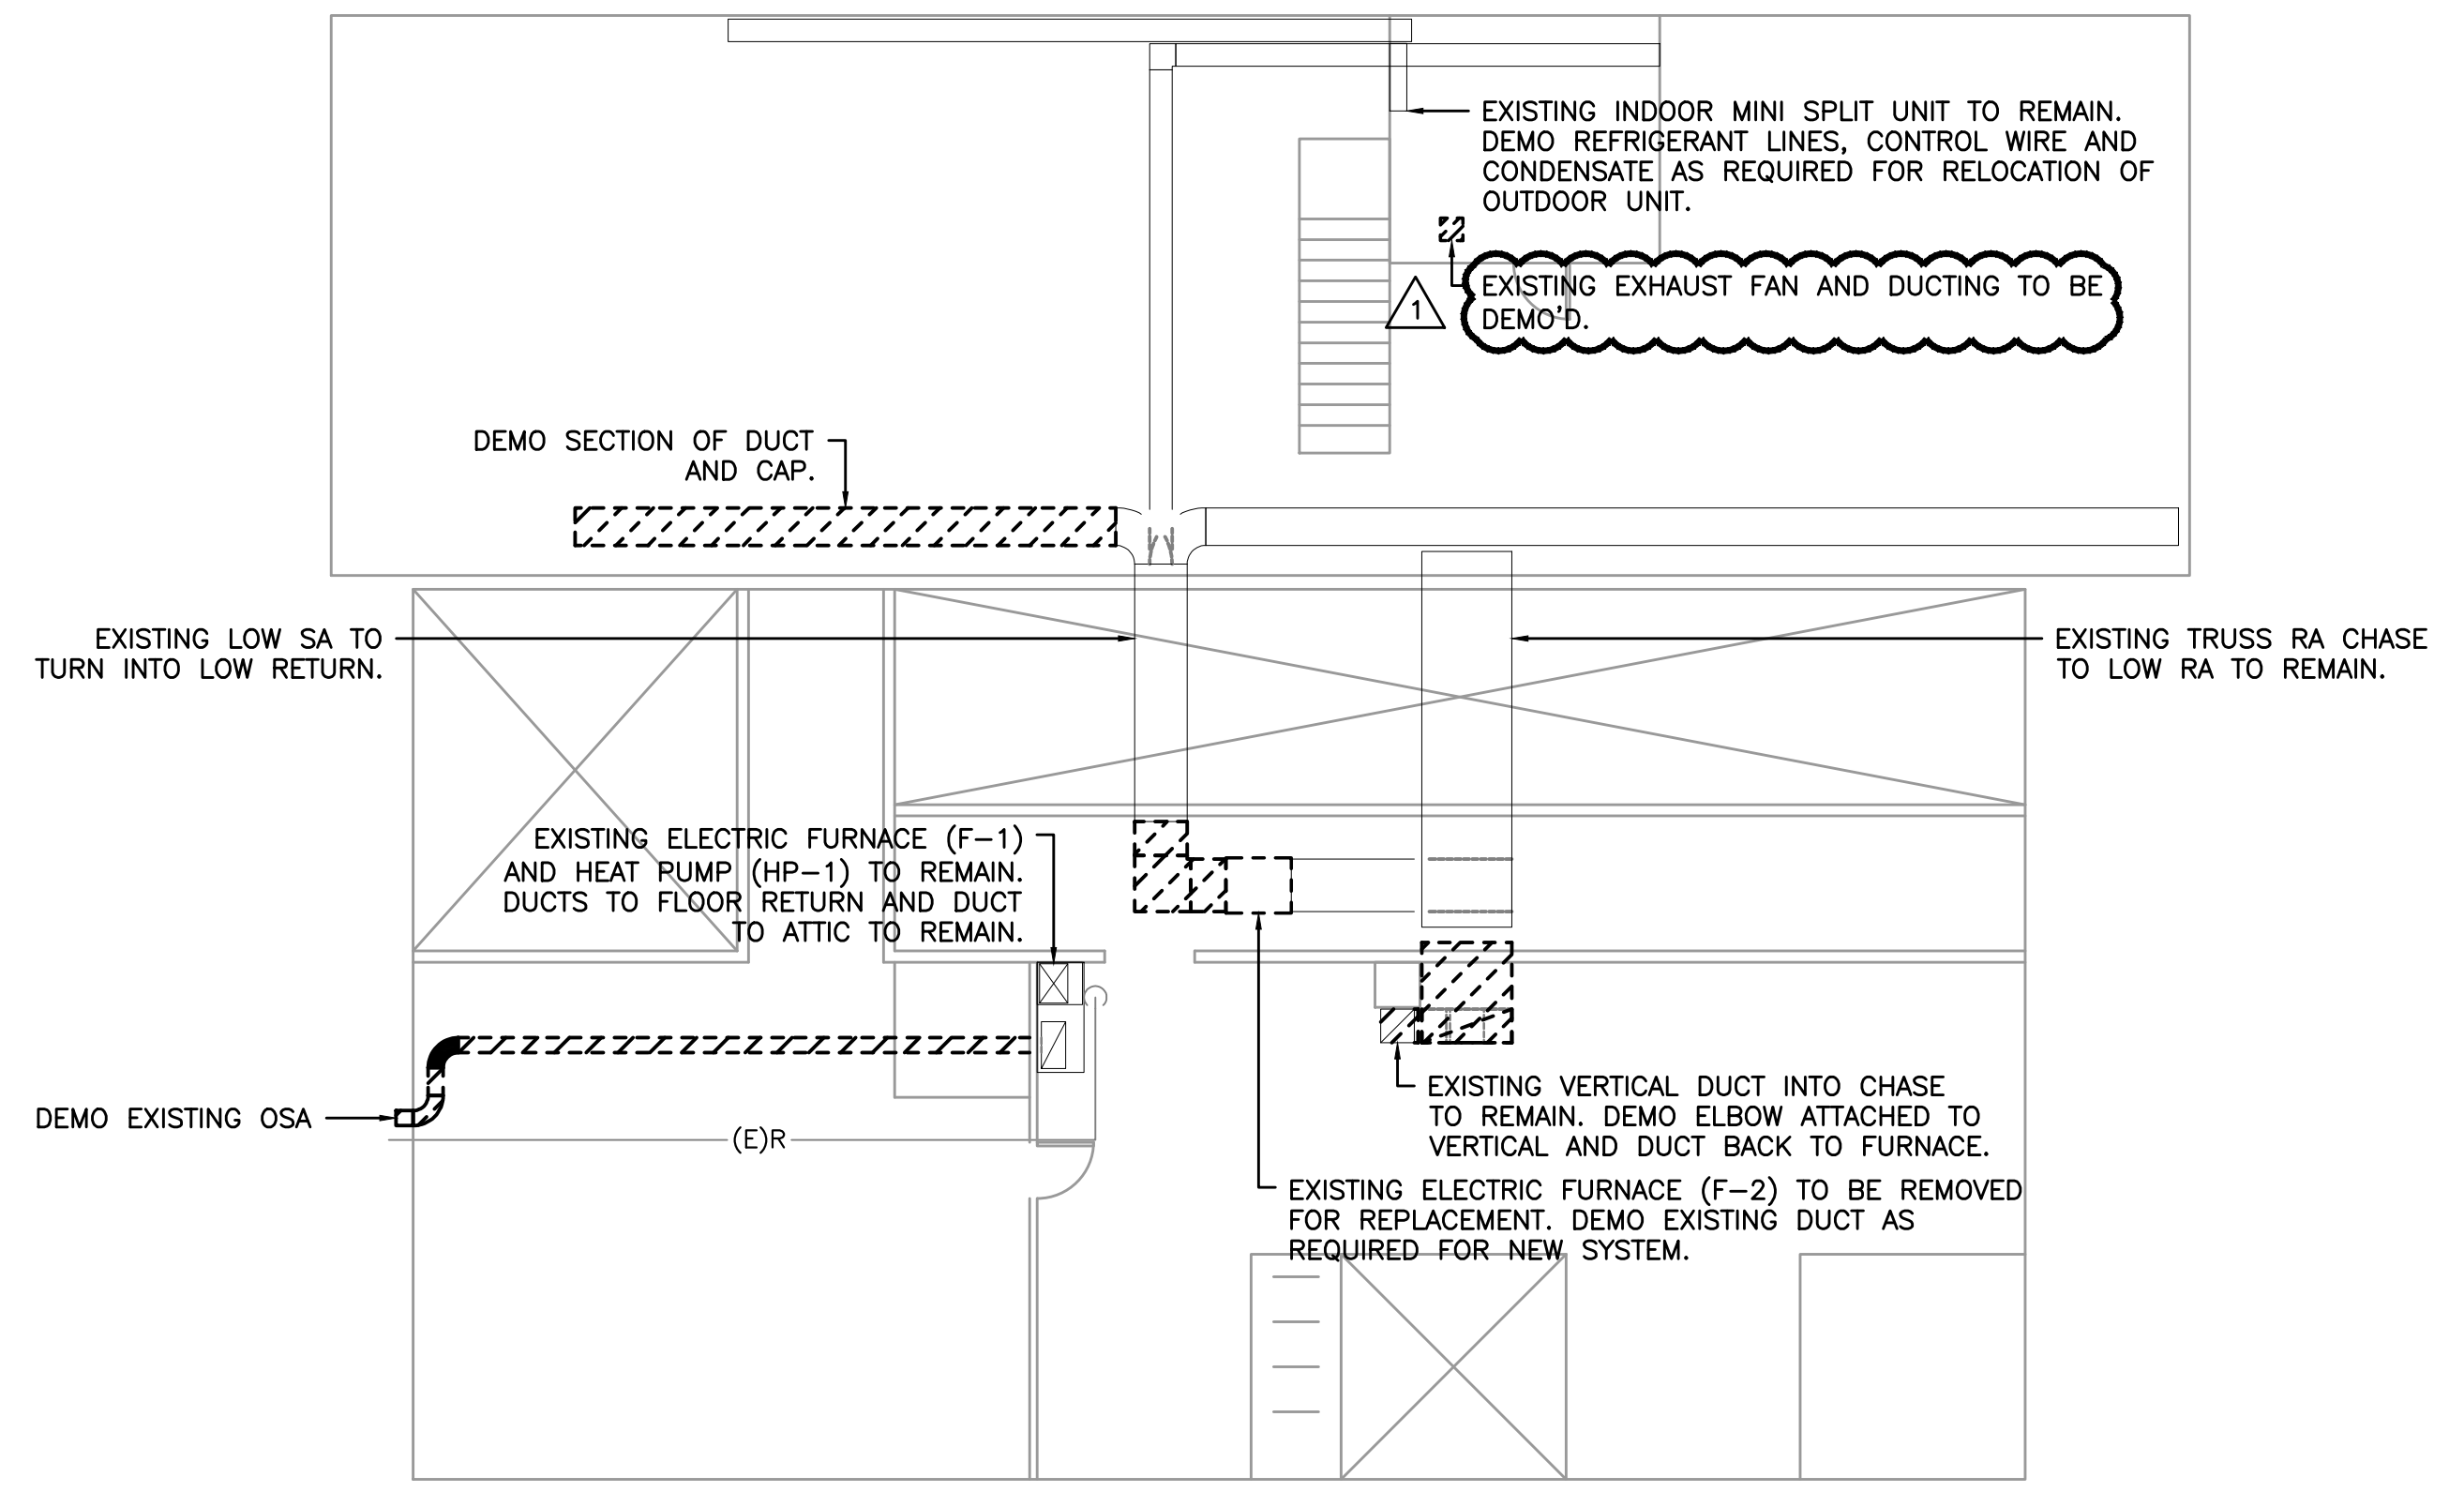 EXISTING INDOOR MINI SPLIT UNIT TO REMAIN.
DEMO REFRIGERANT LINES, CONTROL WIRE AND
CONDENSATE AS REQUIRED FOR RELOCATION OF
OUTDOOR UNIT.
1
EXISTING EXHAUST FAN AND DUCTING TO BE
DEMO'D.
DEMO SECTION OF DUCT
AND CAP.
EXISTING LOW SA TO
TURN INTO LOW RETURN.
EXISTING TRUSS RA CHASE
TO LOW RA TO REMAIN.
EXISTING ELECTRIC FURNACE (F-1)
AND HEAT PUMP (HP-1) TO REMAIN.
DUCTS TO FLOOR RETURN AND DUCT
TO ATTIC TO REMAIN.
DEMO EXISTING OSA
(E)R
EXISTING VERTICAL DUCT INTO CHASE
TO REMAIN. DEMO ELBOW ATTACHED TO
VERTICAL AND DUCT BACK TO FURNACE.
EXISTING ELECTRIC FURNACE (F-2) TO BE REMOVED
FOR REPLACEMENT. DEMO EXISTING DUCT AS
REQUIRED FOR NEW SYSTEM.